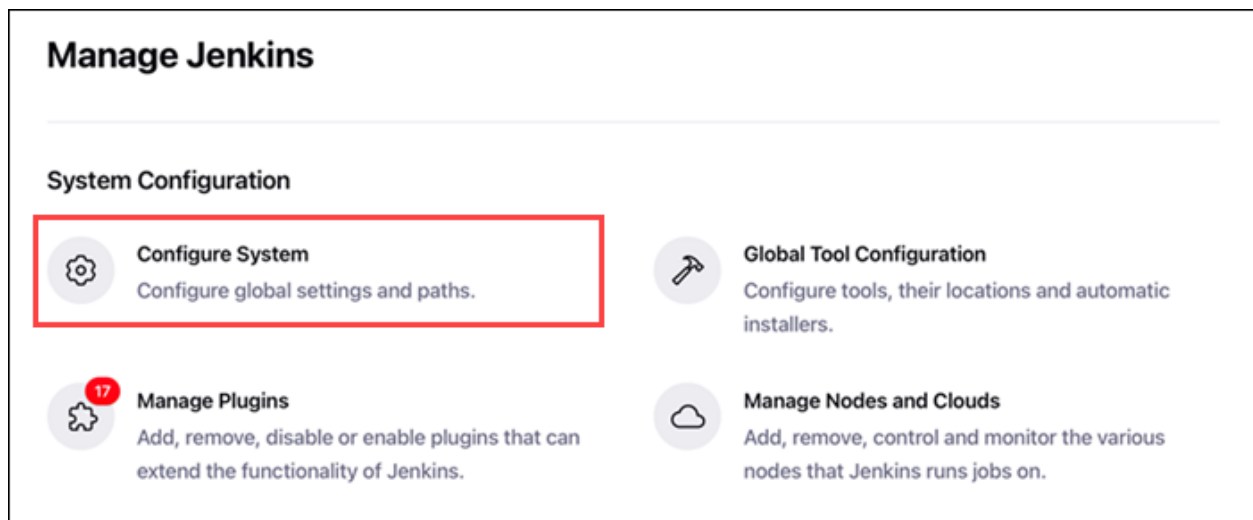 Manage Jenkins
System Configuration
Configure System
Configure global settings and paths.
Global Tool Configuration
Configure tools, their locations and automatic
installers.
17
Manage Plugins
Add, remove, disable or enable plugins that can
extend the functionality of Jenkins.
Manage Nodes and Clouds
Add, remove, control and monitor the various
nodes that Jenkins runs jobs on.